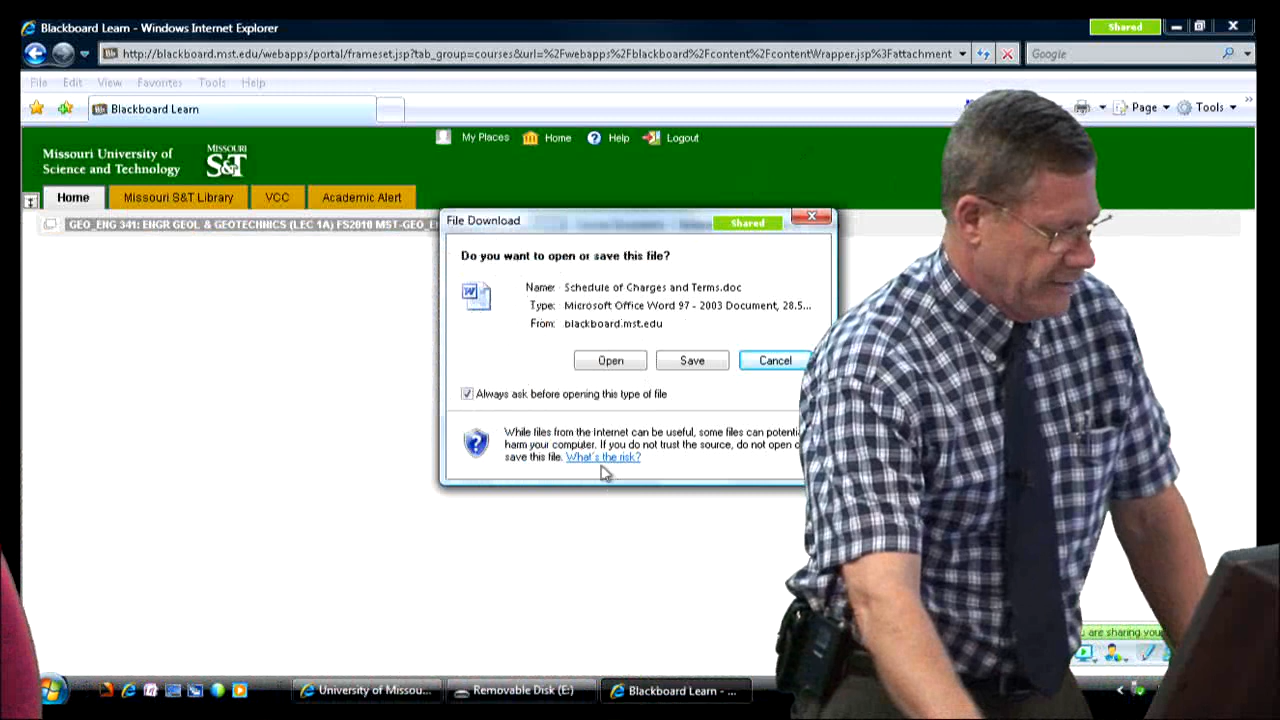 Blackboard Learn - Windows Internet Explorer
Shared
http://blackboard.mst.edu/webapps/portal/frameset.jsp?tab_group=courses&url=%2Fwebapps%2Fblackboard%2Fcontent%2FcontentWrapper.jsp%3Fattachment
Google
File Edit View Favorites Tools Help
Blackboard Learn
Page Tools
My Places Home Help Logout
Missouri University of
Science and Technology
MISSOURI
S&T
Home Missouri S&T Library VCC Academic Alert
GEO_ENG 341: ENGR GEOL & GEOTECHNICS (LEC 1A) FS2010 MST-GEO_E
File Download
Shared
Do you want to open or save this file?
Name: Schedule of Charges and Terms.doc
Type: Microsoft Office Word 97 - 2003 Document, 28.5...
From: blackboard.mst.edu
Open Save Cancel
Always ask before opening this type of file
While files from the Internet can be useful, some files can potenti
harm your computer. If you do not trust the source, do not open o
save this file. What's the risk?
are sharing your
University of Missou... Removable Disk (E:) Blackboard Learn - ...